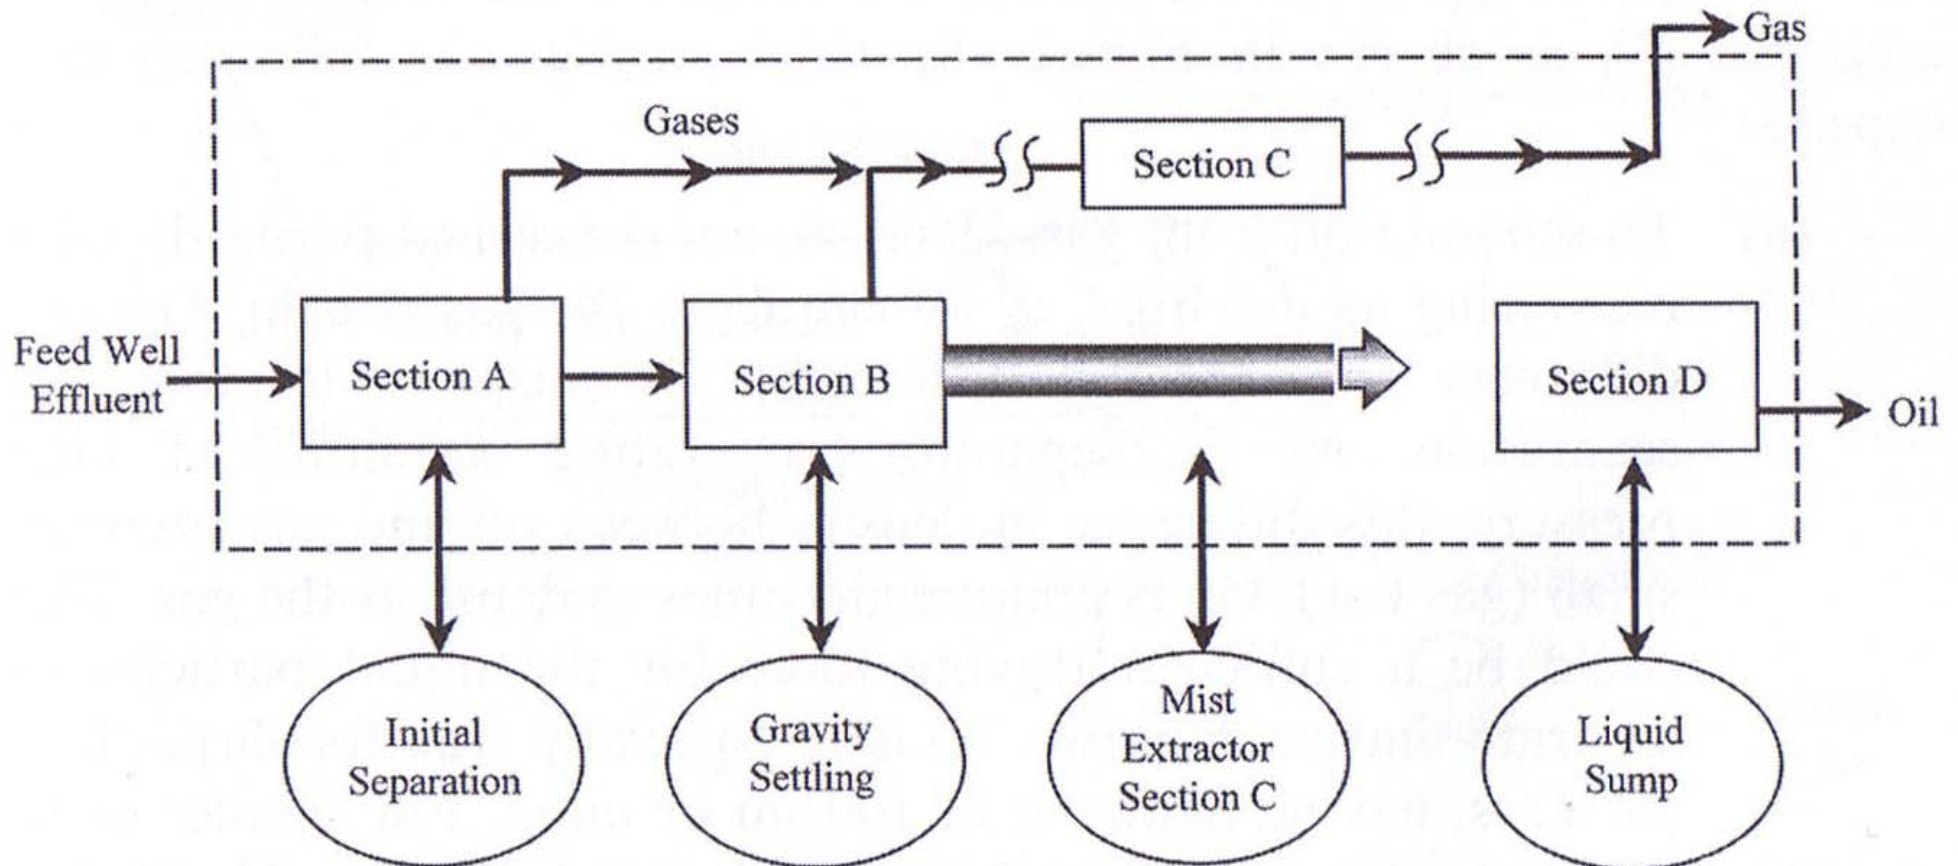 Gas
Gases
Section C
Feed Well
Effluent
Section A
Section B
Section D
Oil
Initial
Separation
Gravity
Settling
Mist
Extractor
Section C
Liquid
Sump